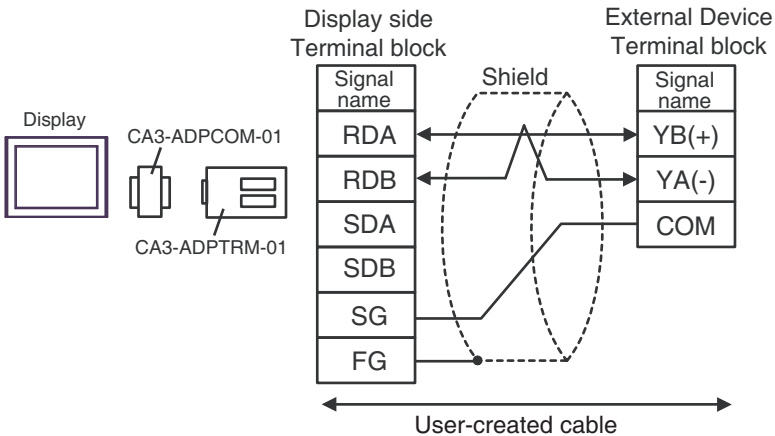 Display side
Terminal block
External Device
Terminal block
Signal
name
Shield
Signal
name
Display
CA3-ADPCOM-01
RDA
YB(+)
RDB
YA(-)
SDA
COM
CA3-ADPTRM-01
SDB
SG
FG
User-created cable